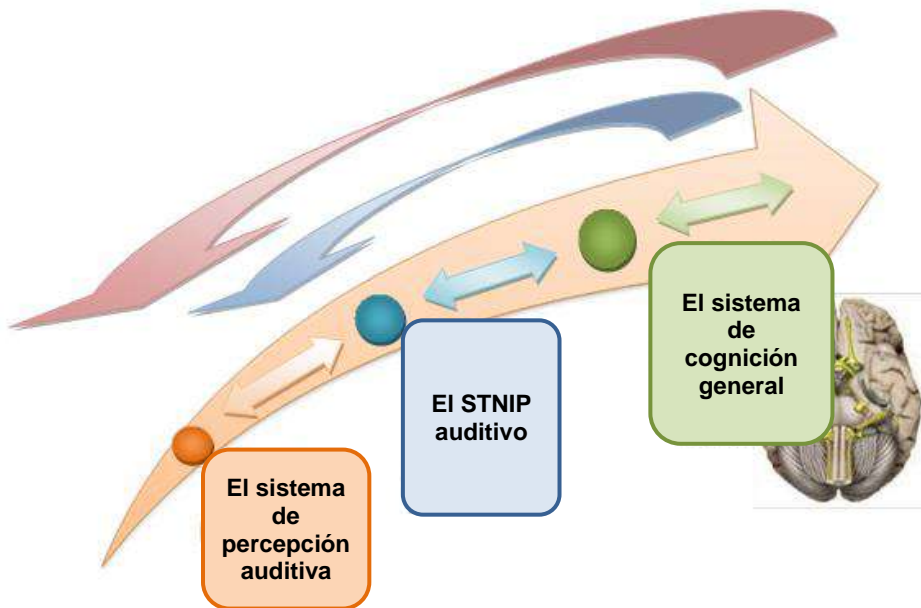 El sistema
de
percepción
auditiva
El STNIP
auditivo
El sistema
de
cognición
general